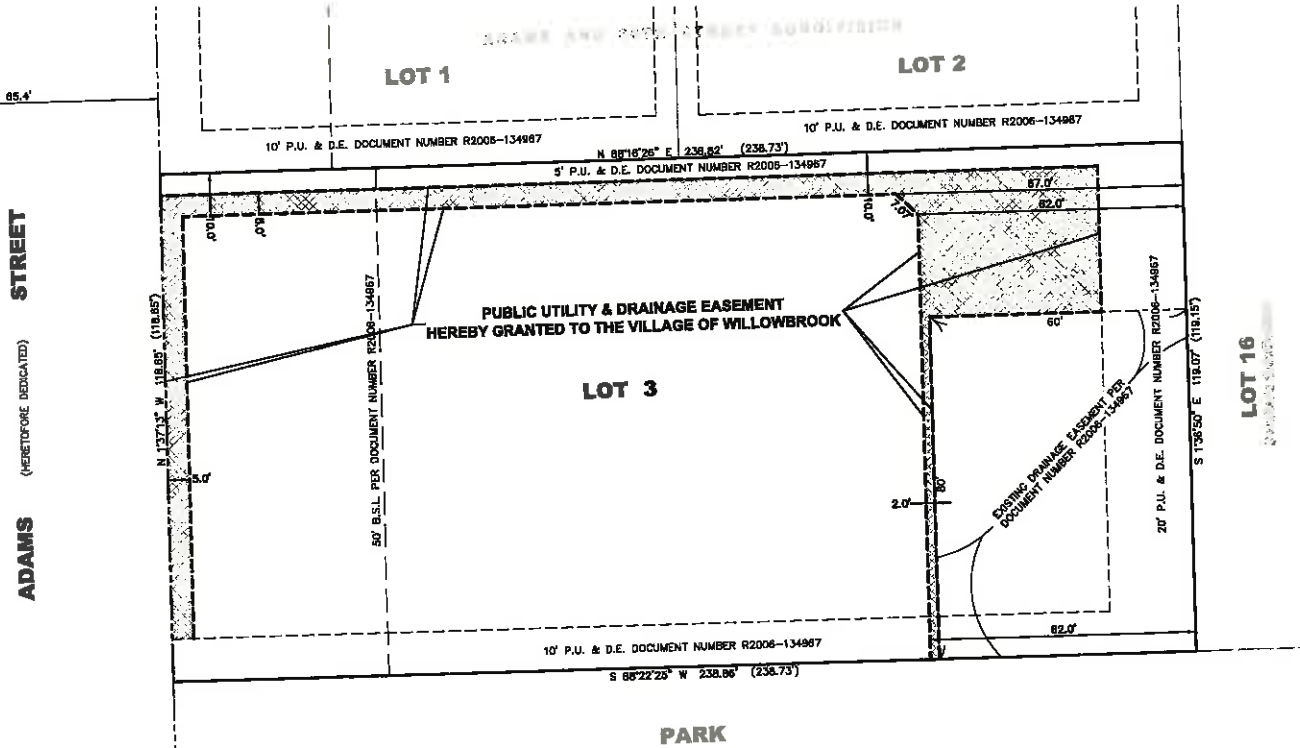 LOT 1
LOT 2
65.4'
10' P.U. & D.E. DOCUMENT NUMBER R2006-134967
10' P.U. & D.E. DOCUMENT NUMBER R2006-134967
N 88°16'26" E 238.82' (238.73')
5' P.U. & D.E. DOCUMENT NUMBER R2006-134967
67.0'
62.0'
10.0'
5.0'
10.0'
7.07'
ADAMS STREET
(HERETOFORE DEDICATED)
N 1°37'13" W 118.65' (118.65')
50' B.S.L. PER DOCUMENT NUMBER R2006-134967
PUBLIC UTILITY & DRAINAGE EASEMENT
HEREBY GRANTED TO THE VILLAGE OF WILLOWBROOK
LOT 3
60'
EXISTING DRAINAGE EASEMENT PER
DOCUMENT NUMBER R2006-134967
20' P.U. & D.E. DOCUMENT NUMBER R2006-134967
S 1°36'50" E 119.07' (119.15')
LOT 16
5.0'
2.0'
80'
62.0'
10' P.U. & D.E. DOCUMENT NUMBER R2006-134967
S 88°22'25" W 238.86' (238.73')
PARK